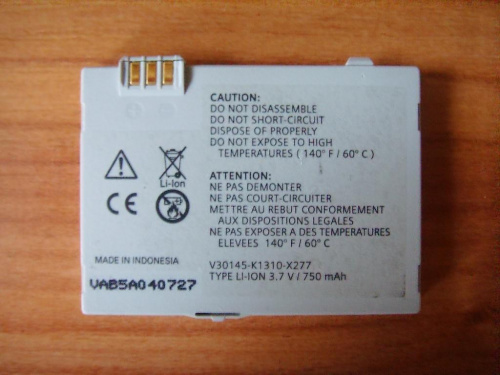 CAUTION:
DO NOT DISASSEMBLE
DO NOT SHORT-CIRCUIT
DISPOSE OF PROPERLY
DO NOT EXPOSE TO HIGH
TEMPERATURES ( 140° F / 60° C )
Li-Ion
CE
ATTENTION:
NE PAS DEMONTER
NE PAS COURT-CIRCUITER
METTRE AU REBUT CONFORMEMENT
AUX DISPOSITIONS LEGALES
NE PAS EXPOSER A DES TEMPERATURES
ELEVEES 140° F / 60° C
MADE IN INDONESIA
VAB5A040727
V30145-K1310-X277
TYPE LI-ION 3.7 V / 750 mAh